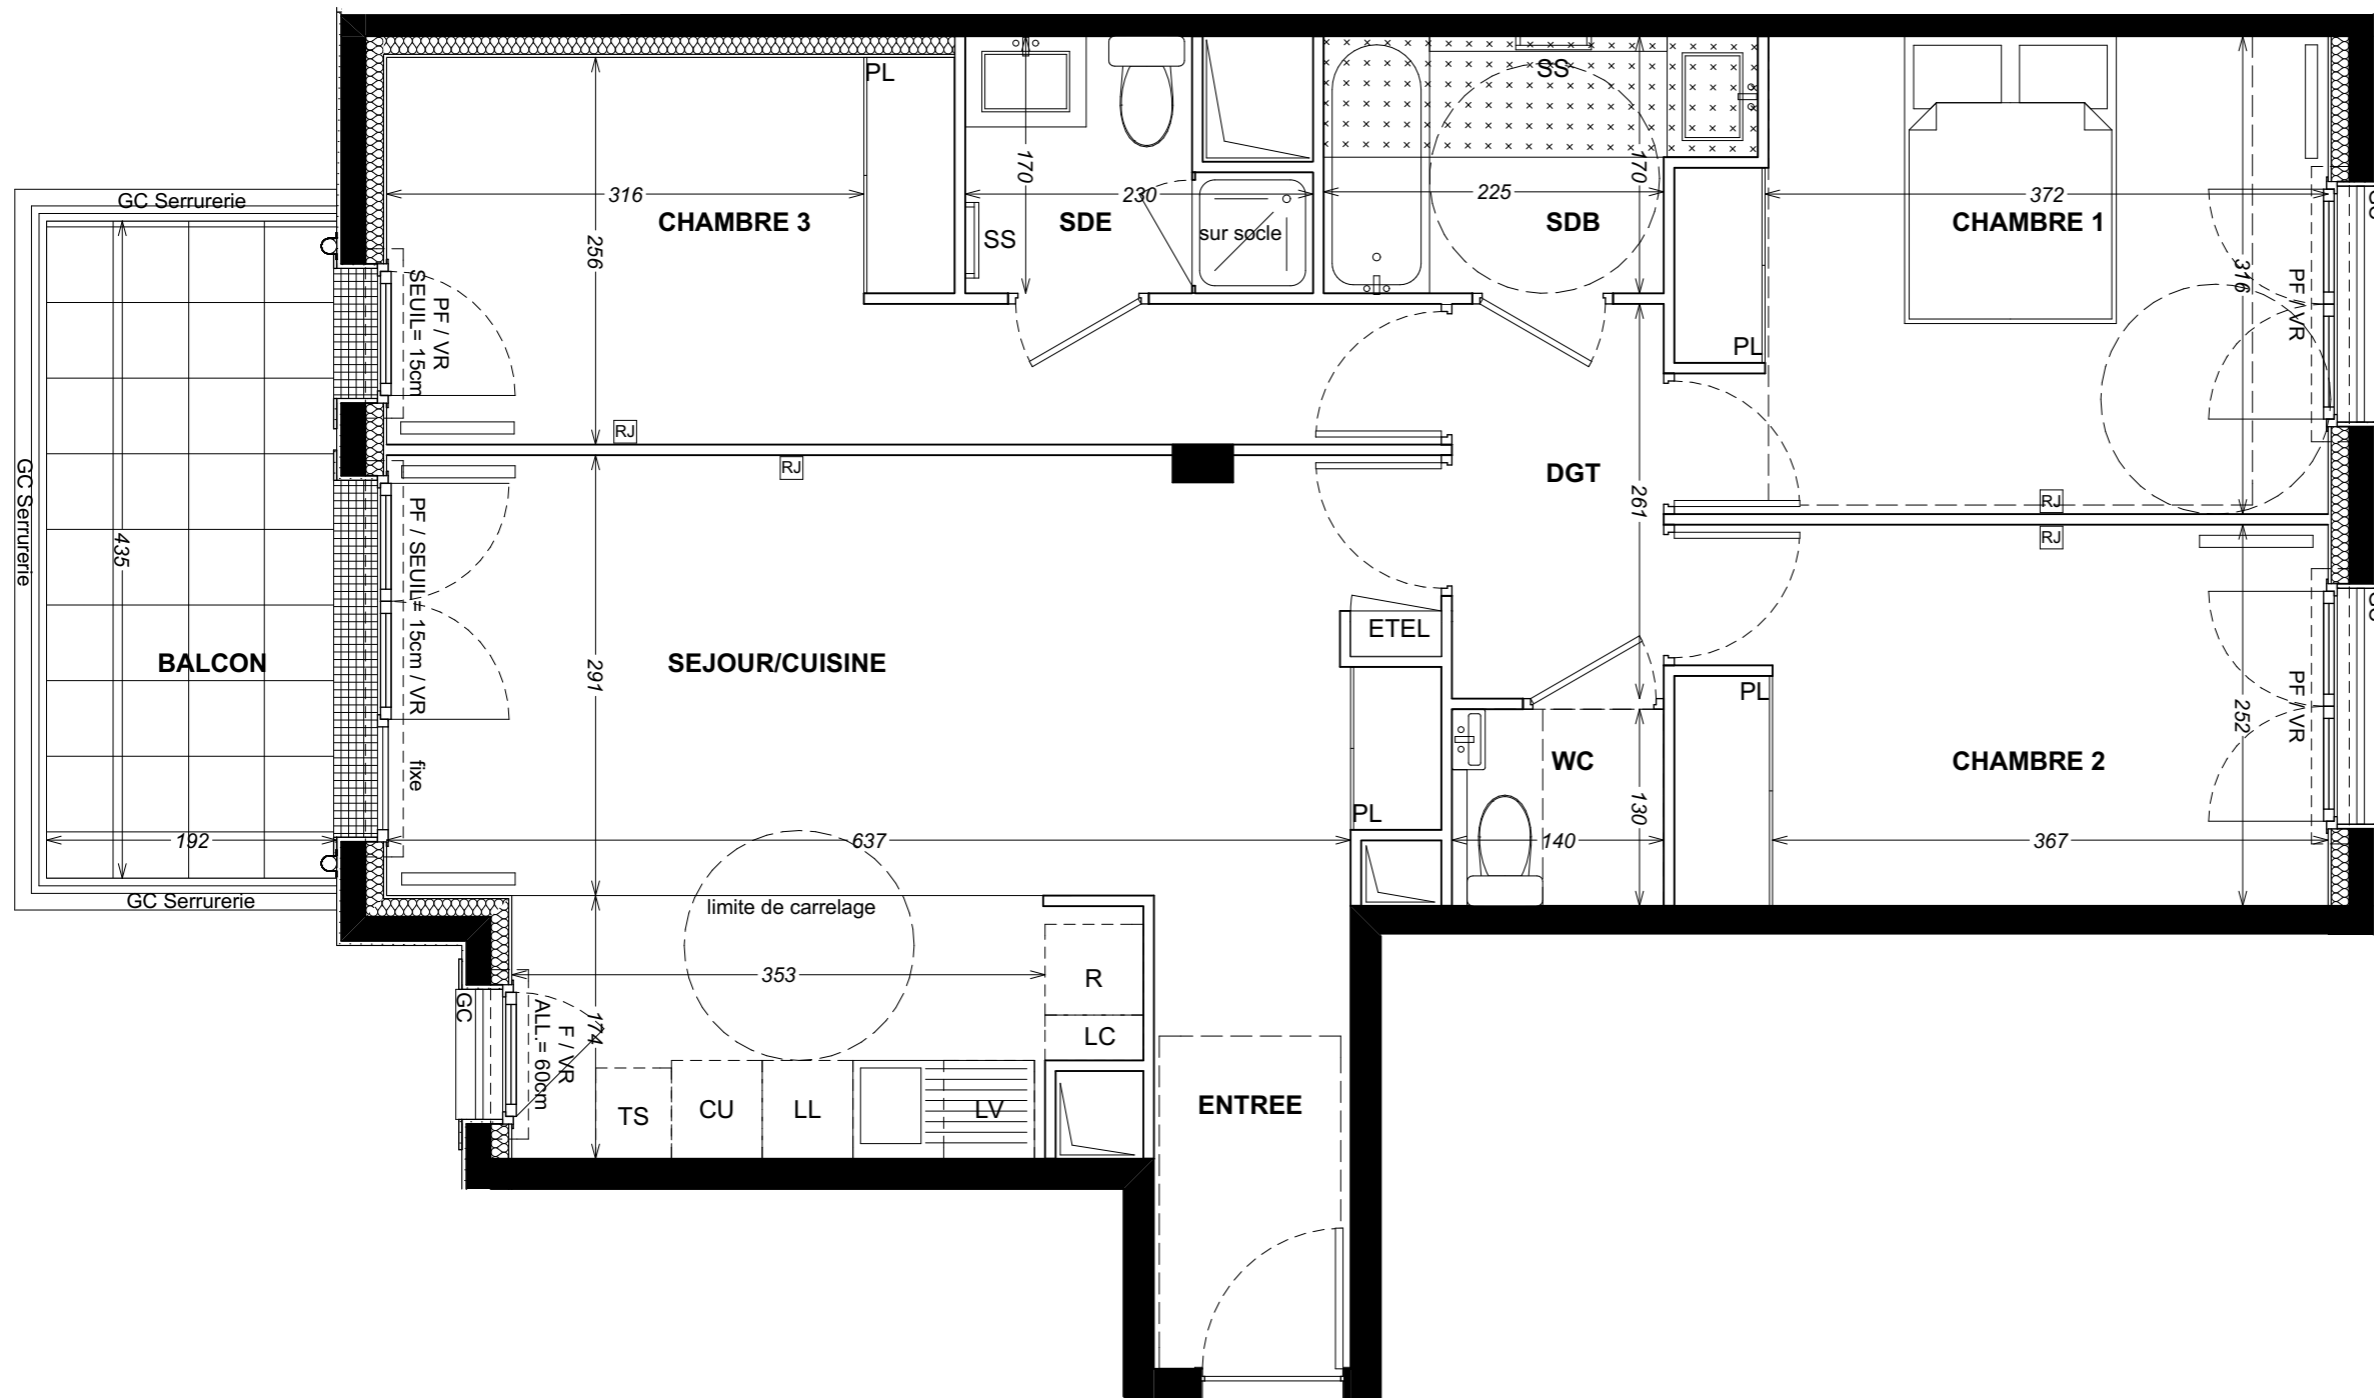 GC Serrurerie
GC Serrurerie
GC Serrurerie
BALCON
435
192
PL
316
CHAMBRE 3
256
PF / VR
SEUIL= 15cm
RJ
170
230
SDE
SS
sur socle
SS
170
225
SDB
PL
372
CHAMBRE 1
316
PF / VR
RJ
DGT
261
RJ
PF / SEUIL= 15cm / VR
fixe
SEJOUR/CUISINE
291
637
ETEL
PL
WC
130
140
RJ
PL
CHAMBRE 2
252
367
PF / VR
limite de carrelage
353
174
GC
F / VR
ALL.= 60cm
R
LC
TS
CU
LL
LV
ENTREE